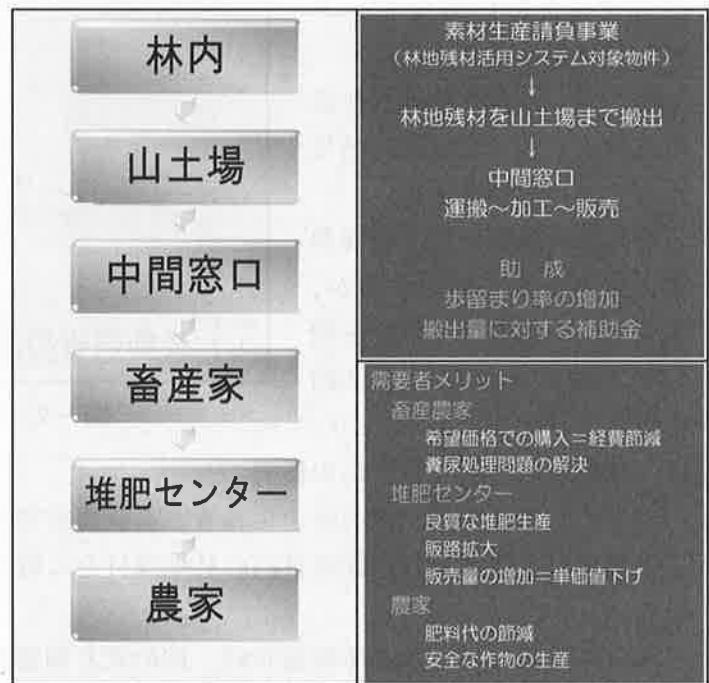 林内
山土場
中間窓口
畜産家
堆肥センター
農家
素材生産請負事業
（林地残材活用システム対象物件）
↓
林地残材を山土場まで搬出
↓
中間窓口
運搬～加工～販売
助　成
歩留まり率の増加
搬出量に対する補助金
需要者メリット
畜産農家
希望価格での購入＝経費節減
糞尿処理問題の解決
堆肥センター
良質な堆肥生産
販路拡大
販売量の増加＝単価値下げ
農家
肥料代の節減
安全な作物の生産